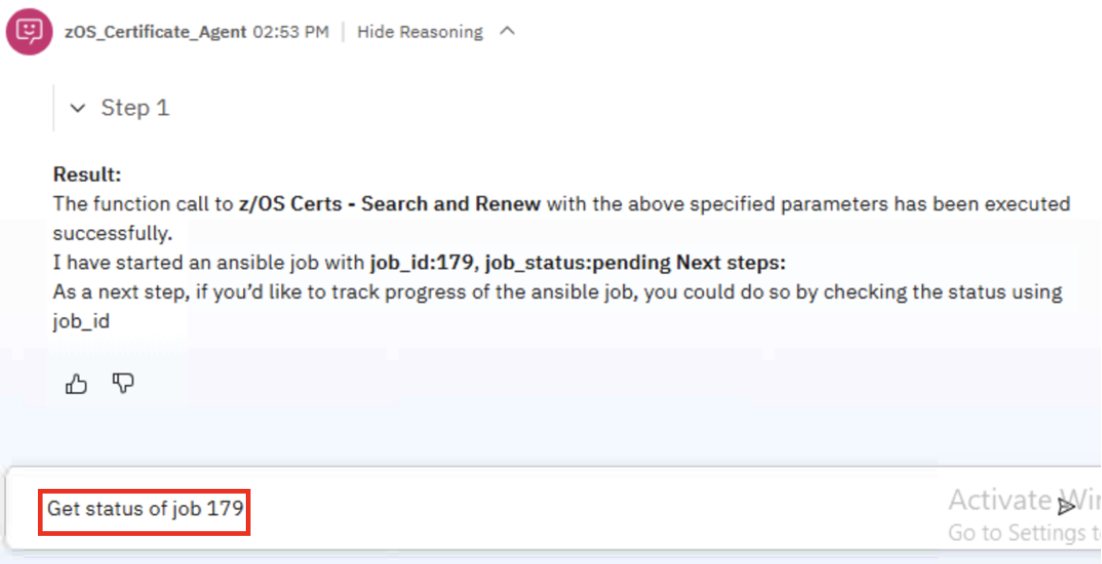 zOS_Certificate_Agent 02:53 PM | Hide Reasoning
Step 1
Result:
The function call to z/OS Certs - Search and Renew with the above specified parameters has been executed
successfully.
I have started an ansible job with job_id:179, job_status:pending Next steps:
As a next step, if you’d like to track progress of the ansible job, you could do so by checking the status using
job_id
Get status of job 179
Activate
Go to Settings